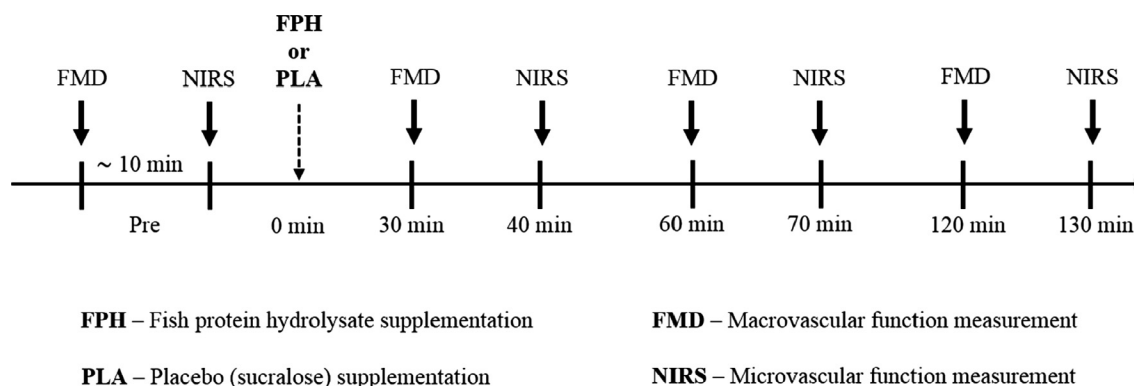 FPH
or
PLA
FMD NIRS FMD NIRS FMD NIRS FMD NIRS
~ 10 min
Pre 0 min 30 min 40 min 60 min 70 min 120 min 130 min
FPH – Fish protein hydrolysate supplementation FMD – Macrovascular function measurement
PLA – Placebo (sucralose) supplementation NIRS – Microvascular function measurement